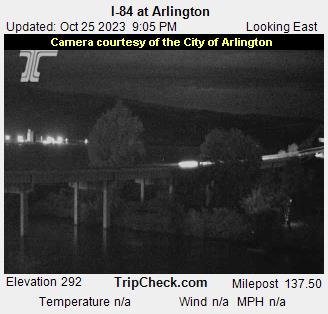 I-84 at Arlington
Updated: Oct 25 2023 9:05 PM Looking East
Camera courtesy of the City of Arlington
Elevation 292 TripCheck.com Milepost 137.50
Temperature n/a Wind n/a MPH n/a